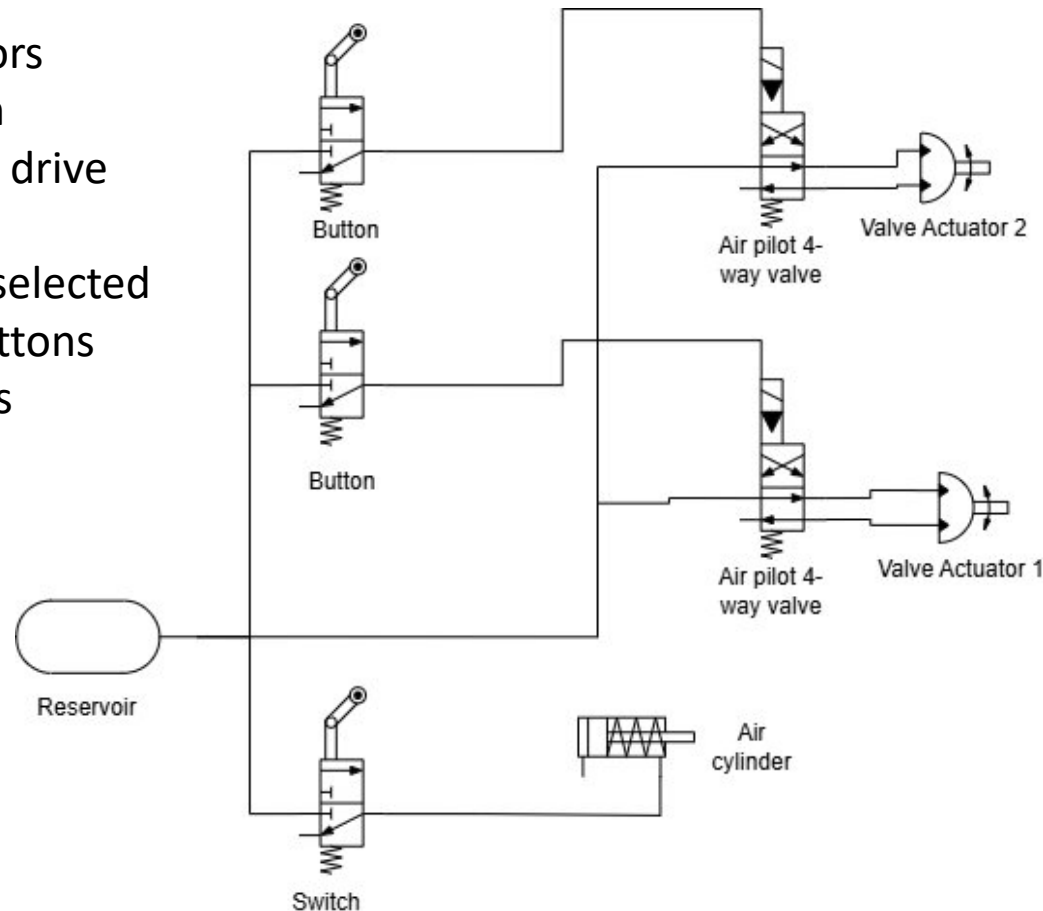 ors
n
drive
selected
ttons
s
Button
Air pilot 4-
way valve
Valve Actuator 2
Button
Air pilot 4-
way valve
Valve Actuator 1
Reservoir
Air
cylinder
Switch